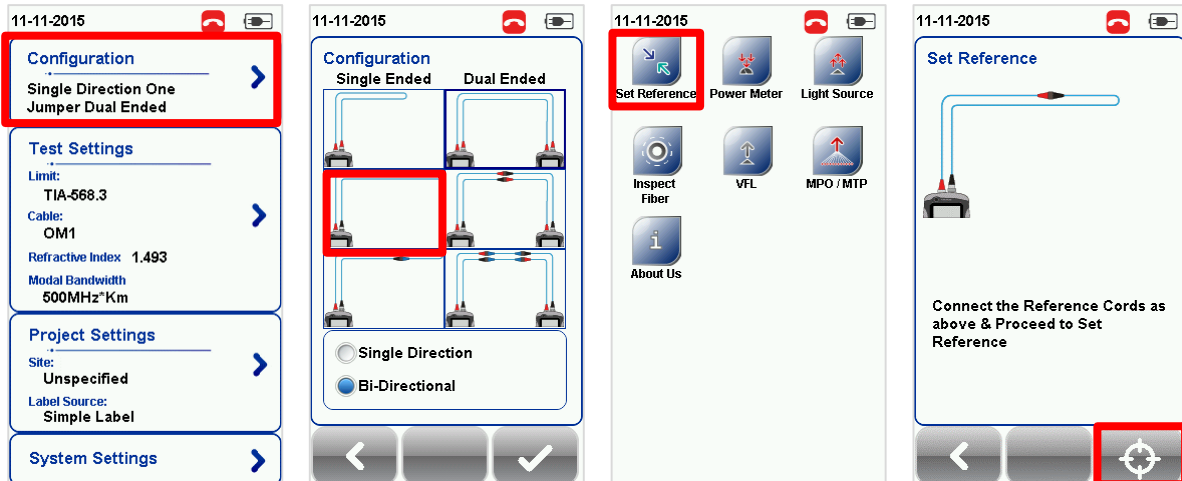 11-11-2015
Configuration
Single Direction One
Jumper Dual Ended
Test Settings
Limit:
TIA-568.3
Cable:
OM1
Refractive Index 1.493
Modal Bandwidth
500MHz*Km
Project Settings
Site:
Unspecified
Label Source:
Simple Label
System Settings
11-11-2015
Configuration
Single Ended Dual Ended
Single Direction
Bi-Directional
11-11-2015
Set Reference Power Meter Light Source
Inspect
Fiber
VFL
MPO / MTP
i
About Us
11-11-2015
Set Reference
Connect the Reference Cords as
above & Proceed to Set
Reference